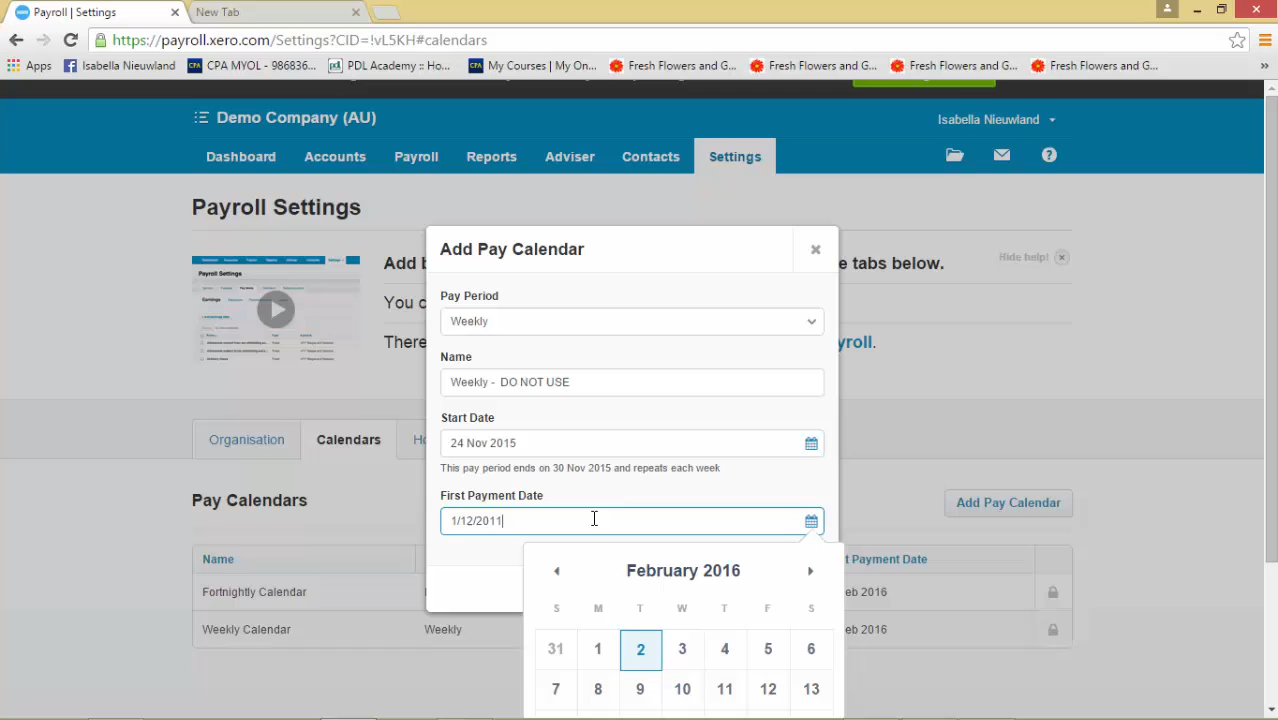 Payroll | Settings
New Tab
https://payroll.xero.com/Settings?CID=!vL5KH#calendars
Apps
Isabella Nieuwland
CPA MYOL - 986836...
PDL Academy :: Ho...
My Courses | My On...
Fresh Flowers and G...
Fresh Flowers and G...
Fresh Flowers and G...
Fresh Flowers and G...
»
Demo Company (AU)
Isabella Nieuwland
Dashboard
Accounts
Payroll
Reports
Adviser
Contacts
Settings
Payroll Settings
Add b
e tabs below.
Hide help!
You c
There
yroll.
Add Pay Calendar
Pay Period
Weekly
Name
Weekly - DO NOT USE
Start Date
24 Nov 2015
This pay period ends on 30 Nov 2015 and repeats each week
First Payment Date
1/12/2011
Organisation
Calendars
Ho
Pay Calendars
Add Pay Calendar
Name
t Payment Date
Fortnightly Calendar
eb 2016
Weekly Calendar
Weekly
eb 2016
February 2016
S M T W T F S
31 1 2 3 4 5 6
7 8 9 10 11 12 13